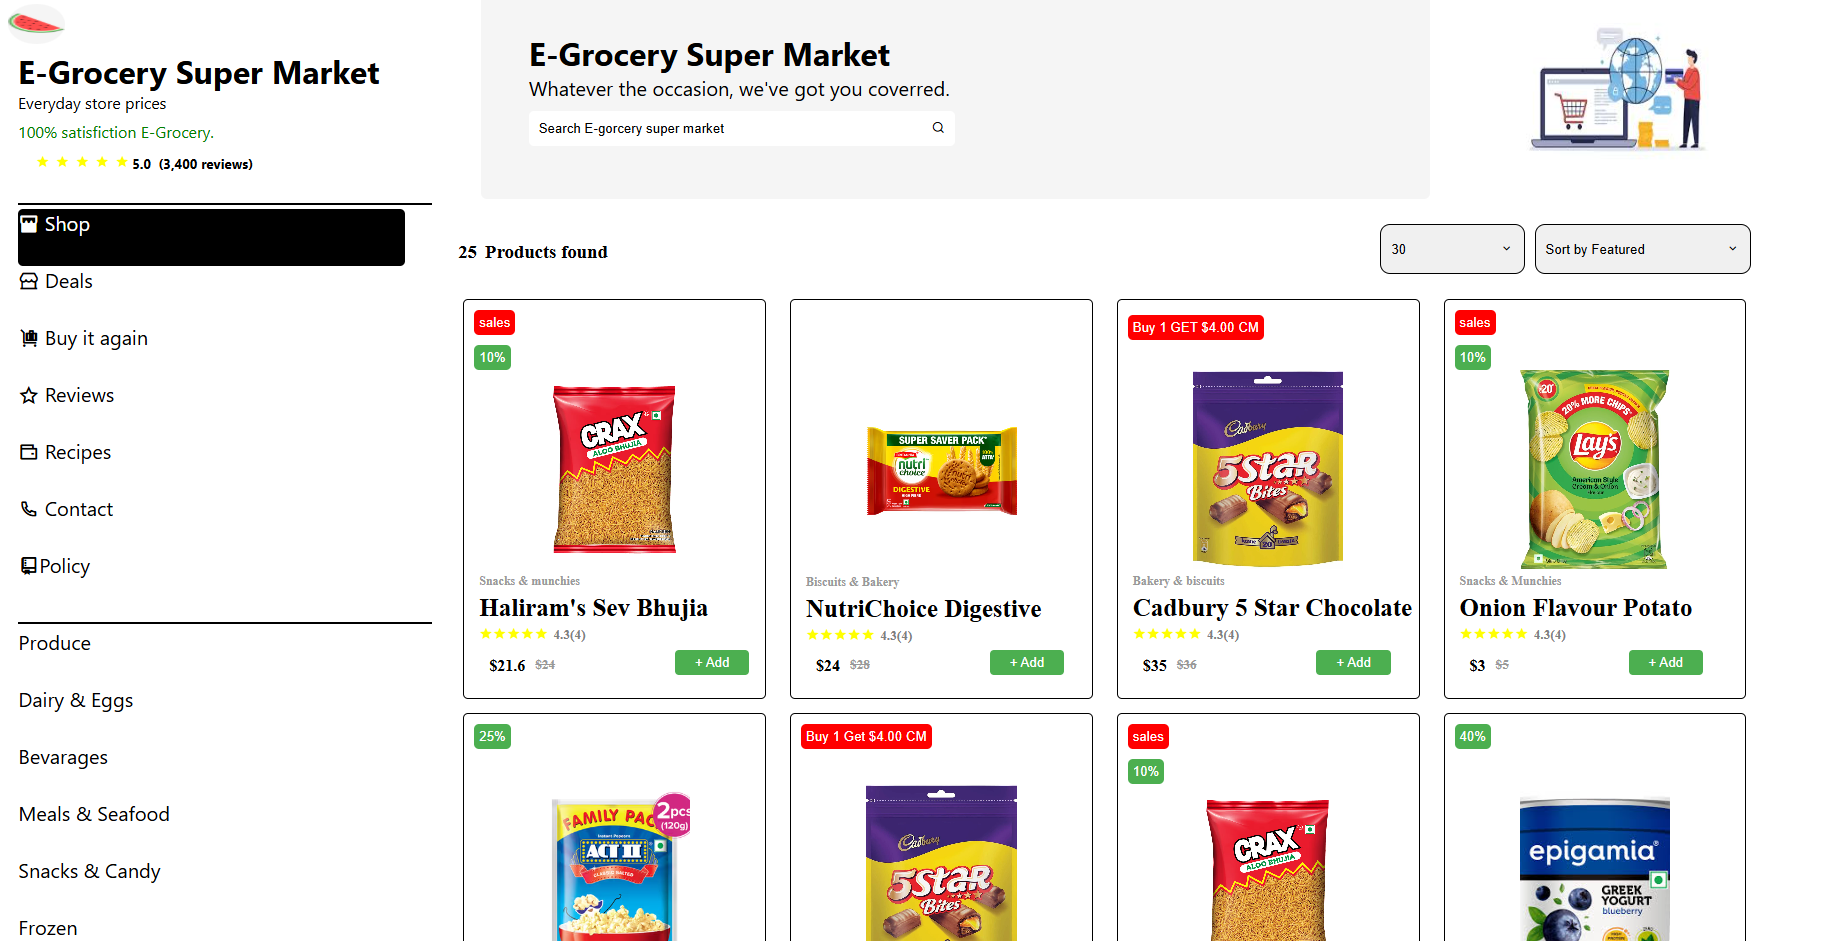 E-Grocery Super Market
Everyday store prices
100% satisfiction E-Grocery.
5.0 (3,400 reviews)
Shop
Deals
Buy it again
Reviews
Recipes
Contact
Policy
Produce
Dairy & Eggs
Bevarages
Meals & Seafood
Snacks & Candy
Frozen
E-Grocery Super Market
Whatever the occasion, we've got you coverred.
Search E-gorcery super market
25 Products found
30
Sort by Featured
sales
10%
CRAX
ALOO BHUJIA
Snacks & munchies
Haliram's Sev Bhujia
4.3(4)
$21.6 $24
+ Add
SUPER SAVER PACK
nutri
choice
DIGESTIVE
Biscuits & Bakery
NutriChoice Digestive
4.3(4)
$24 $28
+ Add
Buy 1 GET $4.00 CM
Cadbury
5Star
Bites
Bakery & biscuits
Cadbury 5 Star Chocolate
4.3(4)
$35 $36
+ Add
sales
10%
₹20
20% MORE CHIPS
Lay's
American Style
Cream & Onion
Snacks & Munchies
Onion Flavour Potato
4.3(4)
$3 $5
+ Add
25%
FAMILY PAC
2pcs
(120g)
Instant Popcorn
ACT II
Buy 1 Get $4.00 CM
Cadbury
5Star
Bites
sales
10%
CRAX
ALOO BHUJIA
40%
epigamia
GREEK
YOGURT
blueberry